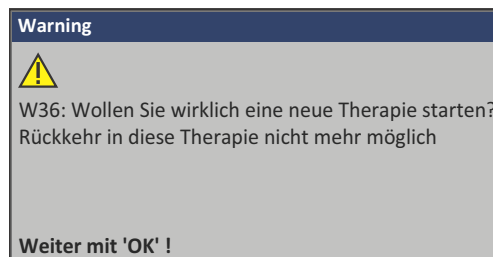 Warning
W36: Wollen Sie wirklich eine neue Therapie starten?
Rückkehr in diese Therapie nicht mehr möglich
Weiter mit 'OK' !